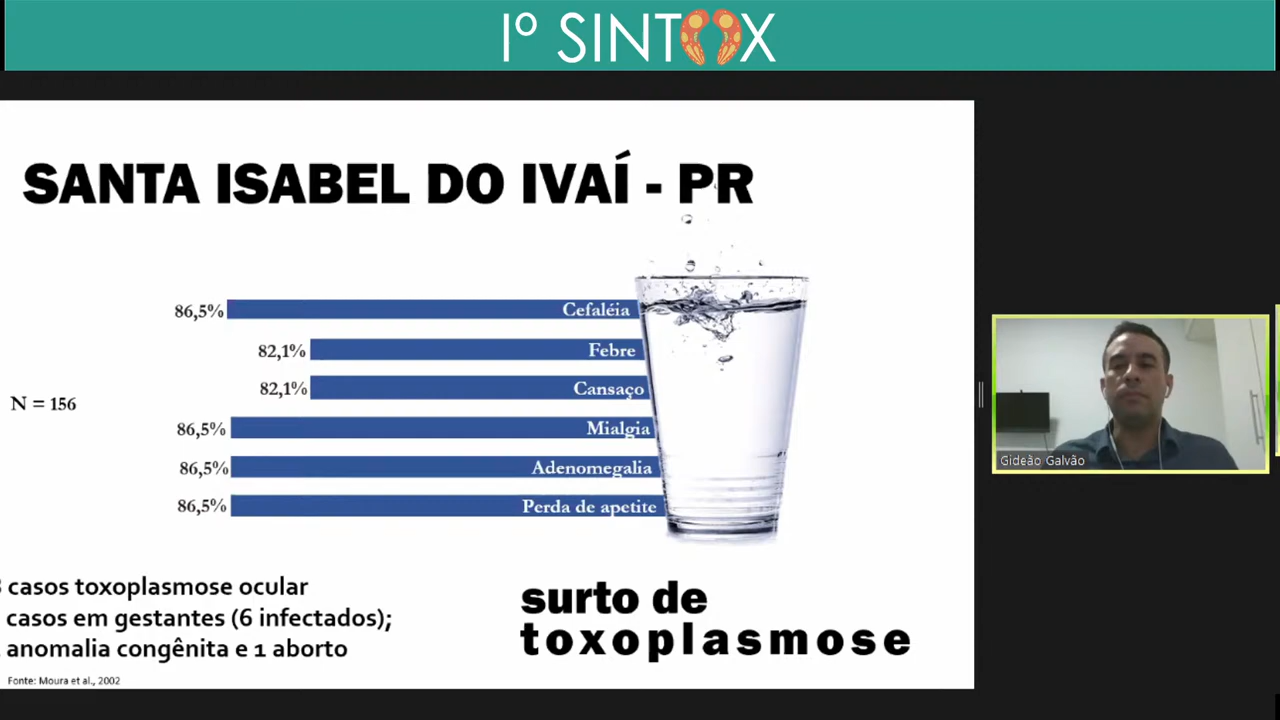 Iº SINTOX
SANTA ISABEL DO IVAÍ - PR
86,5% Cefaléia
82,1% Febre
82,1% Cansaço
N = 156
86,5% Mialgia
86,5% Adenomegalia
86,5% Perda de apetite
casos toxoplasmose ocular
casos em gestantes (6 infectados);
anomalia congênita e 1 aborto
Fonte: Moura et al., 2002
surto de
toxoplasmose
Gideão Galvão